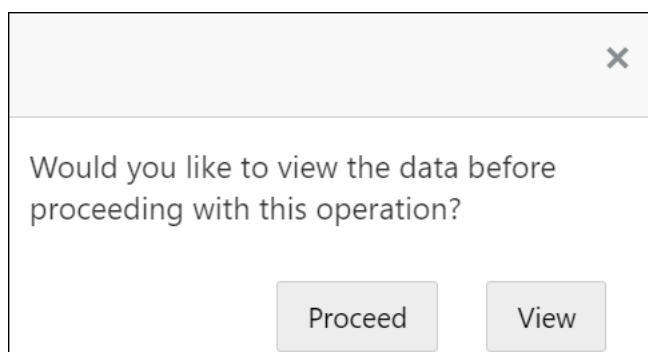 Would you like to view the data before
proceeding with this operation?
Proceed View